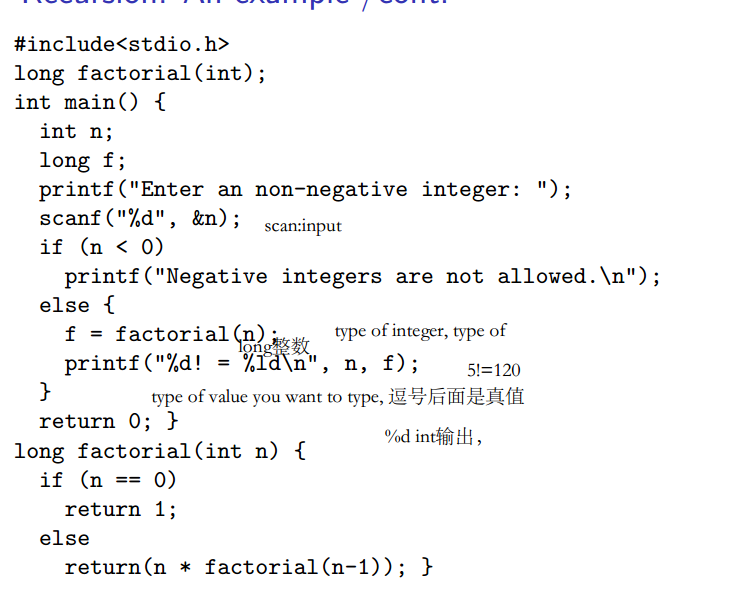 Recursion: An example /cont.
#include<stdio.h>
long factorial(int);
int main() {
int n;
long f;
printf("Enter an non-negative integer: ");
scanf("%d", &n);
scan:input
if (n < 0)
printf("Negative integers are not allowed.\n");
else {
f = factorial(n);
type of integer, type of
long整数
printf("%d! = %ld\n", n, f);
5!=120
}
type of value you want to type, 逗号后面是真值
return 0; }
%d int输出，
long factorial(int n) {
if (n == 0)
return 1;
else
return(n * factorial(n-1)); }